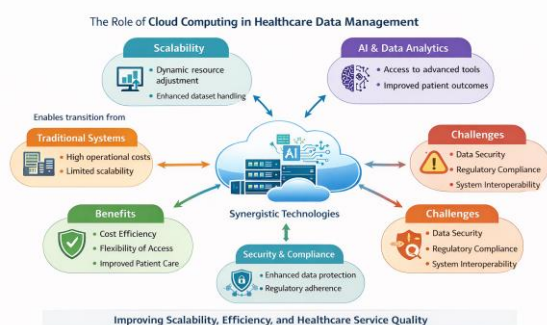 The Role of Cloud Computing in Healthcare Data Management
Scalability
Dynamic resource
adjustment
Enhanced dataset handling
AI & Data Analytics
Access to advanced tools
Improved patient outcomes
Enables transition from
Traditional Systems
High operational costs
Limited scalability
AI
Synergistic Technologies
Challenges
Data Security
Regulatory Compliance
System Interoperability
Benefits
Cost Efficiency
Flexibility of Access
Improved Patient Care
Challenges
Data Security
Regulatory Compliance
System Interoperability
Security & Compliance
Enhanced data protection
Regulatory adherence
Improving Scalability, Efficiency, and Healthcare Service Quality